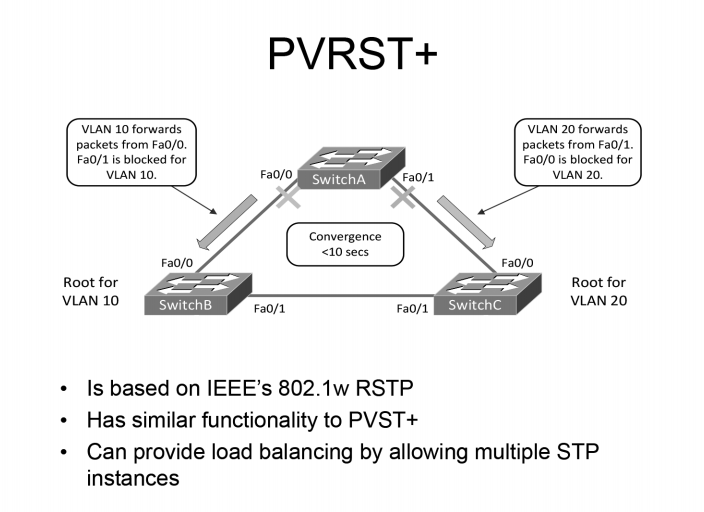 PVRST+
VLAN 10 forwards
packets from Fa0/0.
Fa0/1 is blocked for
VLAN 10.
VLAN 20 forwards
packets from Fa0/1.
Fa0/0 is blocked for
VLAN 20.
Fa0/0
SwitchA
Fa0/1
Convergence
<10 secs
Fa0/0
Fa0/0
Root for
VLAN 10
SwitchB
Fa0/1
Fa0/1
SwitchC
Root for
VLAN 20
• Is based on IEEE's 802.1w RSTP
• Has similar functionality to PVST+
• Can provide load balancing by allowing multiple STP
instances